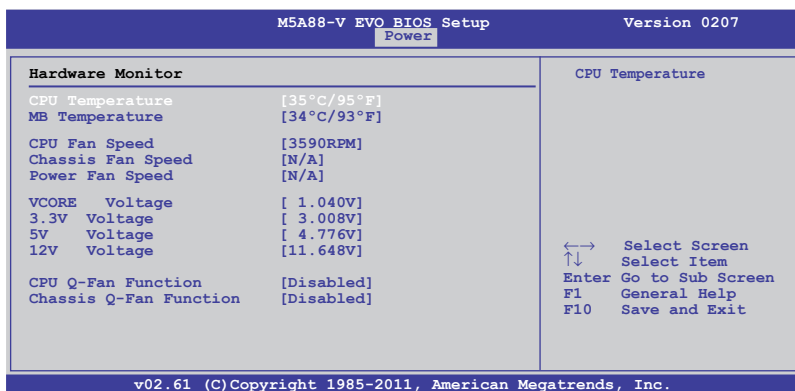 M5A88-V EVO BIOS Setup Version 0207
Power
Hardware Monitor
CPU Temperature [35°C/95°F]
MB Temperature [34°C/93°F]
CPU Fan Speed [3590RPM]
Chassis Fan Speed [N/A]
Power Fan Speed [N/A]
VCORE Voltage [ 1.040V]
3.3V Voltage [ 3.008V]
5V Voltage [ 4.776V]
12V Voltage [11.648V]
CPU Q-Fan Function [Disabled]
Chassis Q-Fan Function [Disabled]
CPU Temperature
←→ Select Screen
↑↓ Select Item
Enter Go to Sub Screen
F1 General Help
F10 Save and Exit
v02.61 (C)Copyright 1985-2011, American Megatrends, Inc.